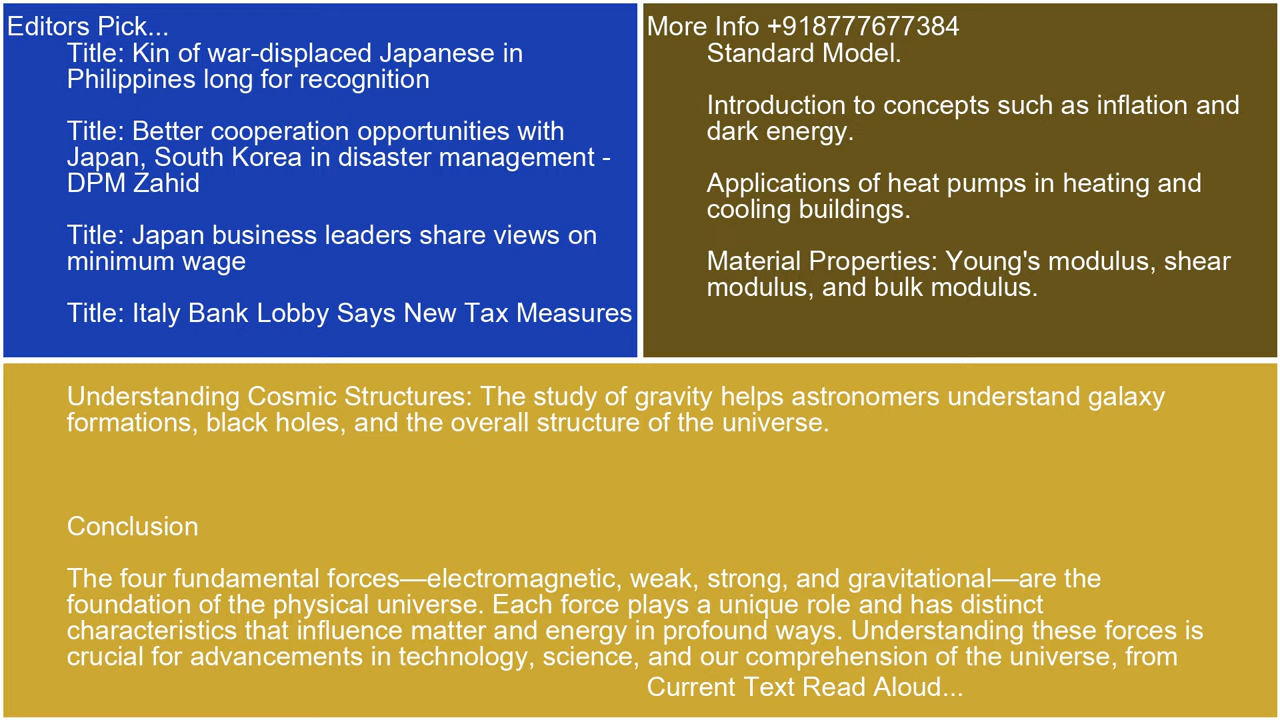 Editors Pick...
Title: Kin of war-displaced Japanese in
Philippines long for recognition
Title: Better cooperation opportunities with
Japan, South Korea in disaster management -
DPM Zahid
Title: Japan business leaders share views on
minimum wage
Title: Italy Bank Lobby Says New Tax Measures
More Info +918777677384
Standard Model.
Introduction to concepts such as inflation and
dark energy.
Applications of heat pumps in heating and
cooling buildings.
Material Properties: Young's modulus, shear
modulus, and bulk modulus.
Understanding Cosmic Structures: The study of gravity helps astronomers understand galaxy
formations, black holes, and the overall structure of the universe.
Conclusion
The four fundamental forces—electromagnetic, weak, strong, and gravitational—are the
foundation of the physical universe. Each force plays a unique role and has distinct
characteristics that influence matter and energy in profound ways. Understanding these forces is
crucial for advancements in technology, science, and our comprehension of the universe, from
Current Text Read Aloud...